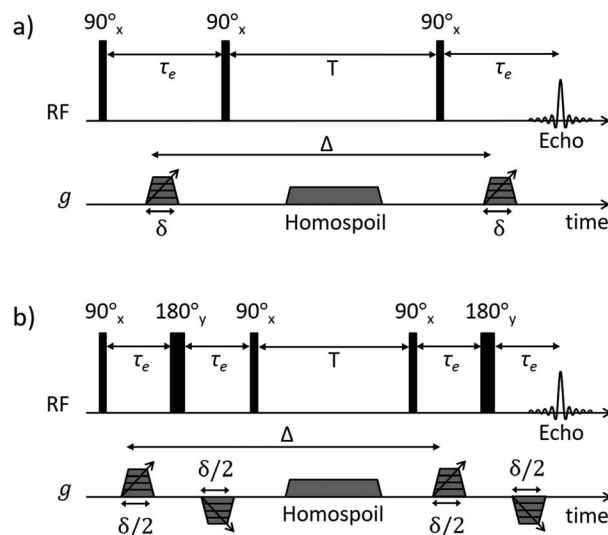 a)
90°x 90°x 90°x
τe T τe
RF
Echo
Δ
g
δ Homospoil δ time
b)
90°x 180°y 90°x 90°x 180°y
τe τe T τe τe
RF
Echo
Δ
δ/2 δ/2
g
δ/2 Homospoil δ/2 time